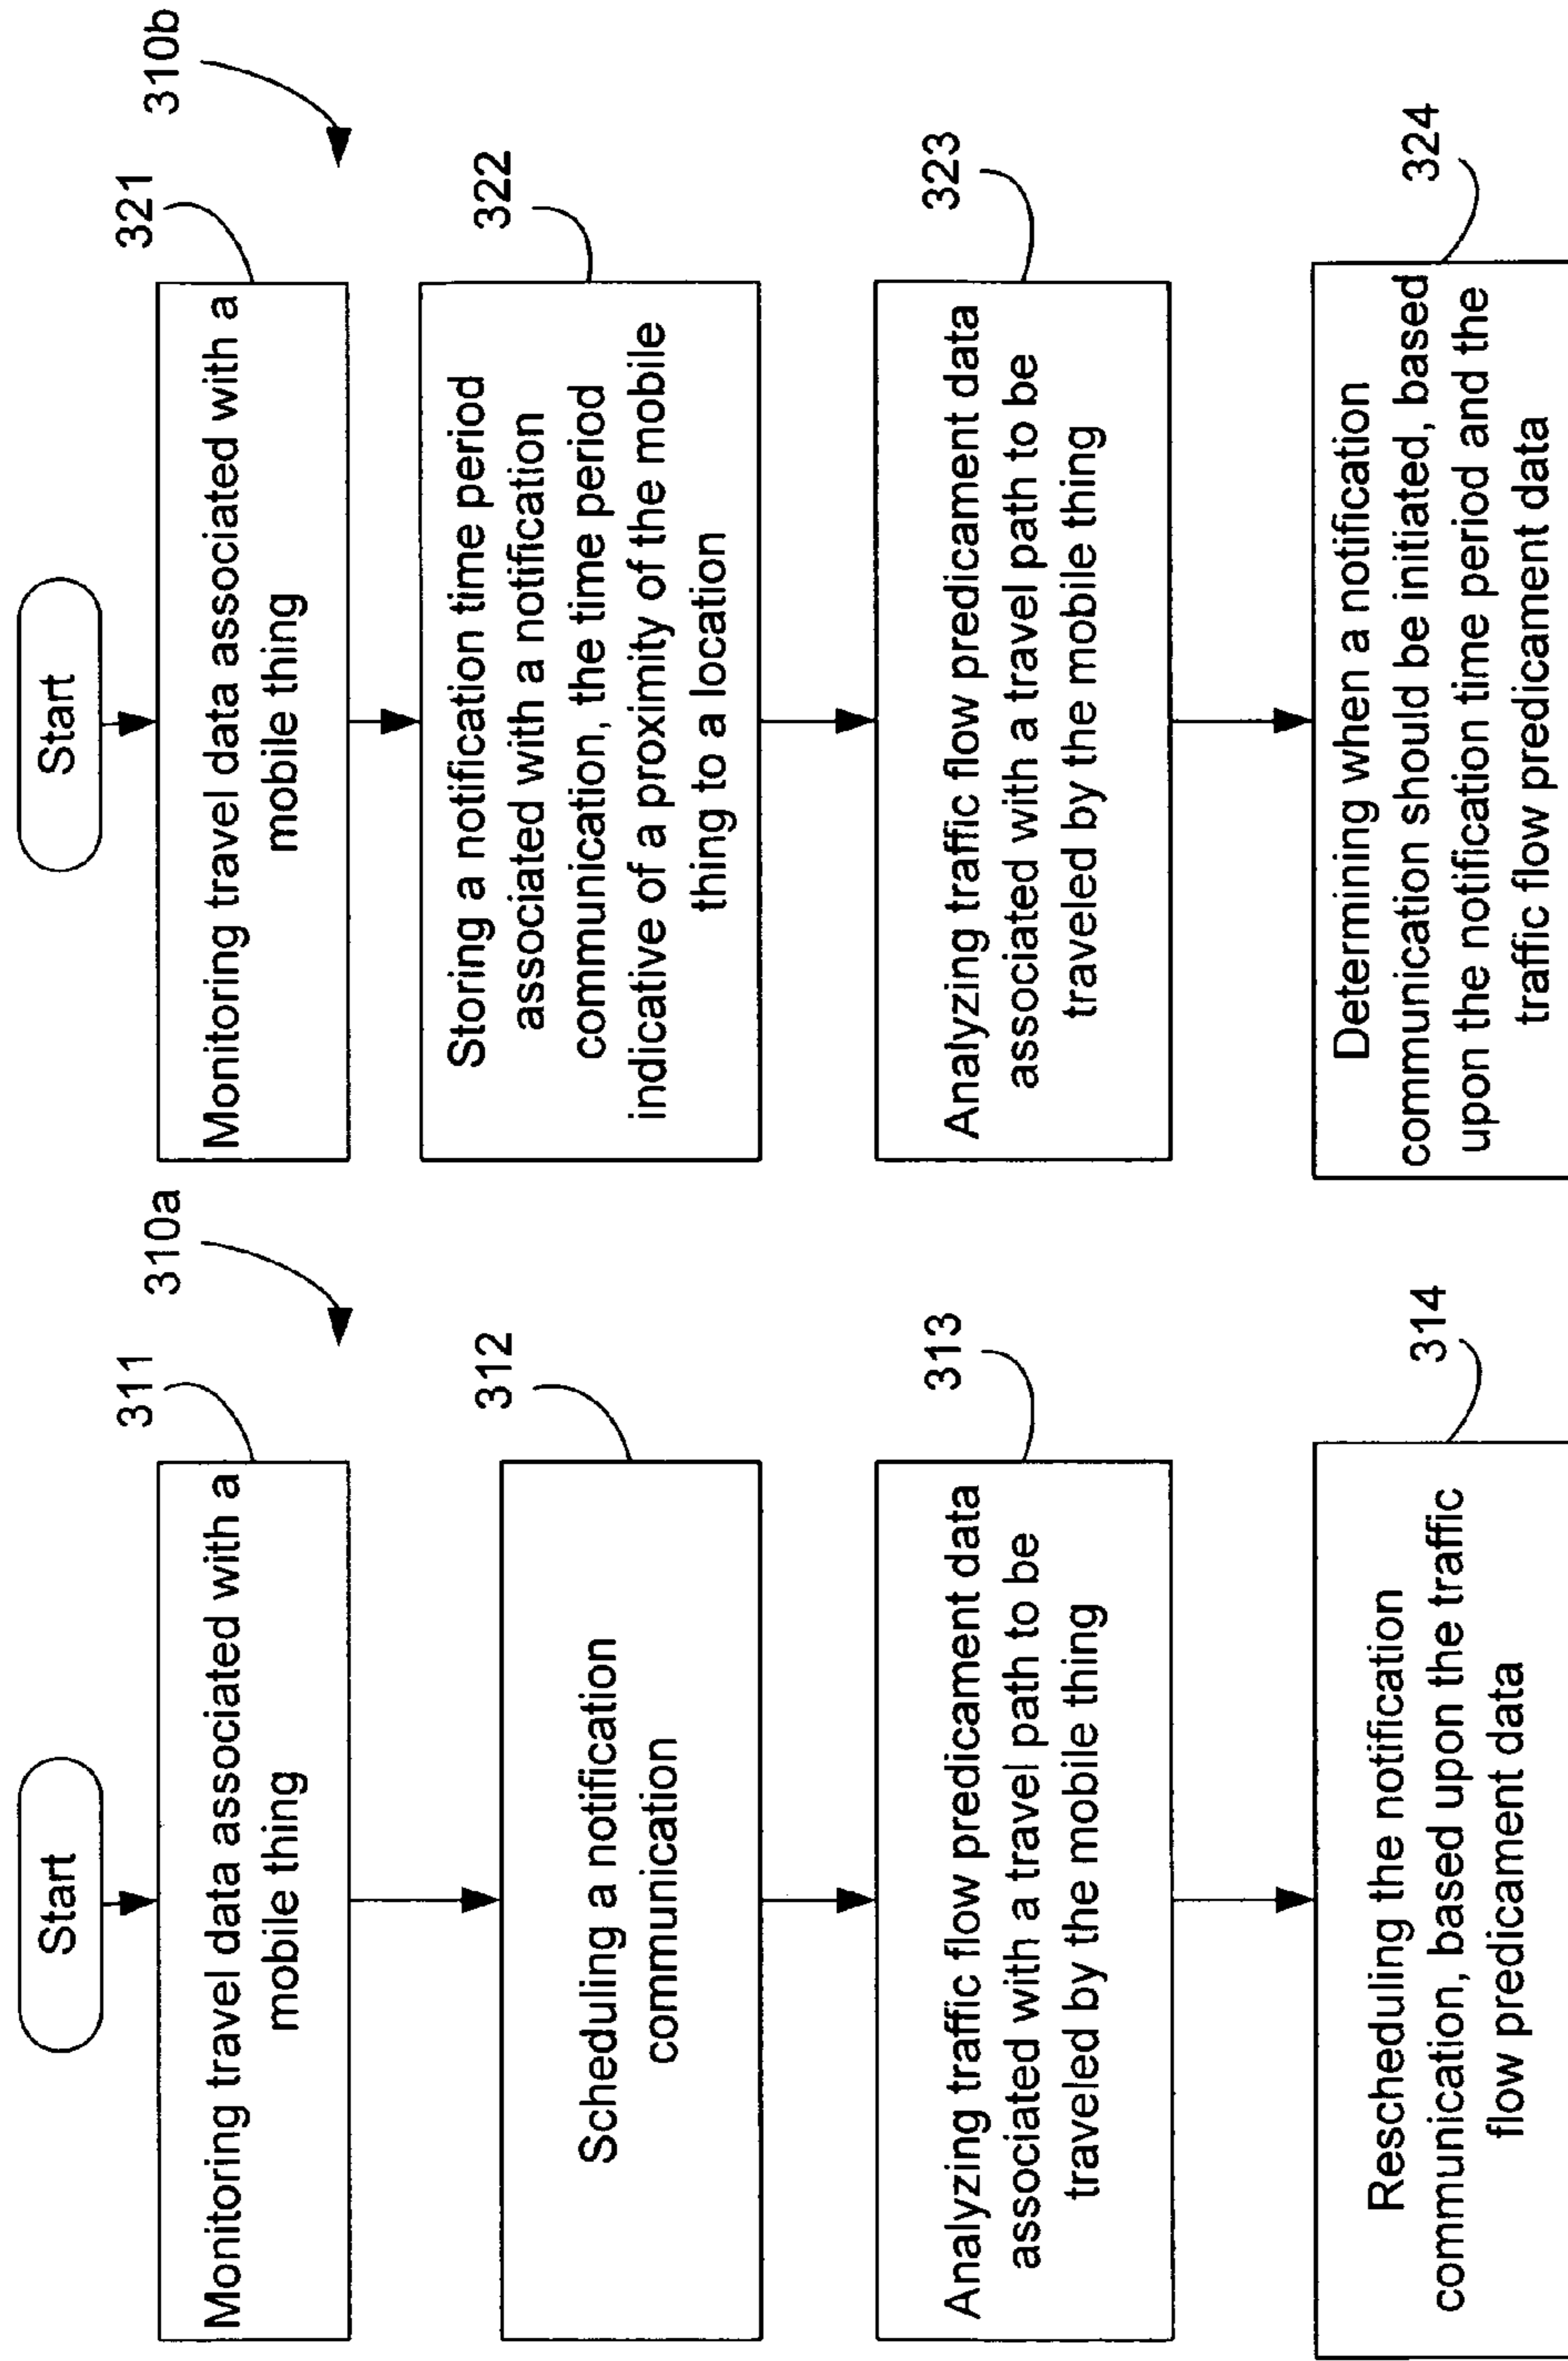 Start
310a
311
Monitoring travel data associated with a
mobile thing
312
Scheduling a notification
communication
313
Analyzing traffic flow predicament data
associated with a travel path to be
traveled by the mobile thing
314
Rescheduling the notification
communication, based upon the traffic
flow predicament data
Start
310b
321
Monitoring travel data associated with a
mobile thing
322
Storing a notification time period
associated with a notification
communication, the time period
indicative of a proximity of the mobile
thing to a location
323
Analyzing traffic flow predicament data
associated with a travel path to be
traveled by the mobile thing
324
Determining when a notification
communication should be initiated, based
upon the notification time period and the
traffic flow predicament data